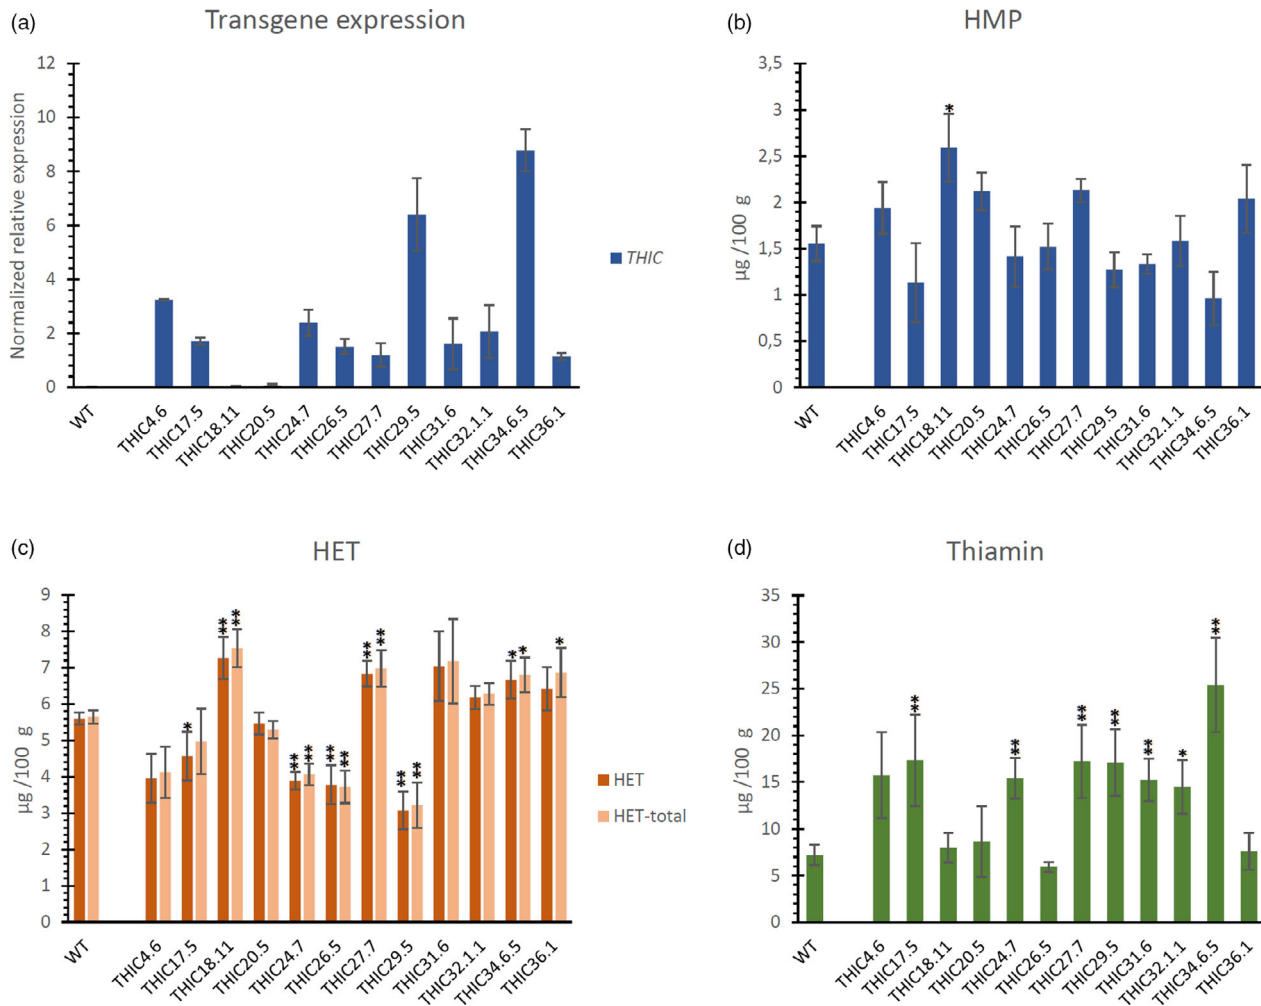 (a)
Transgene expression
Normalized relative expression
12
10
8
6
4
2
0
THIC
WT
THIC4.6
THIC17.5
THIC18.11
THIC20.5
THIC24.7
THIC26.5
THIC27.7
THIC29.5
THIC31.6
THIC32.1.1
THIC34.6.5
THIC36.1
(b)
HMP
µg /100 g
3,5
3
2,5
2
1,5
1
0,5
0
*
WT
THIC4.6
THIC17.5
THIC18.11
THIC20.5
THIC24.7
THIC26.5
THIC27.7
THIC29.5
THIC31.6
THIC32.1.1
THIC34.6.5
THIC36.1
(c)
HET
µg /100 g
9
8
7
6
5
4
3
2
1
0
* ** ** ** ** ** ** ** ** ** ** * * *
HET
HET-total
WT
THIC4.6
THIC17.5
THIC18.11
THIC20.5
THIC24.7
THIC26.5
THIC27.7
THIC29.5
THIC31.6
THIC32.1.1
THIC34.6.5
THIC36.1
(d)
Thiamin
µg /100 g
35
30
25
20
15
10
5
0
** ** ** ** ** * **
WT
THIC4.6
THIC17.5
THIC18.11
THIC20.5
THIC24.7
THIC26.5
THIC27.7
THIC29.5
THIC31.6
THIC32.1.1
THIC34.6.5
THIC36.1